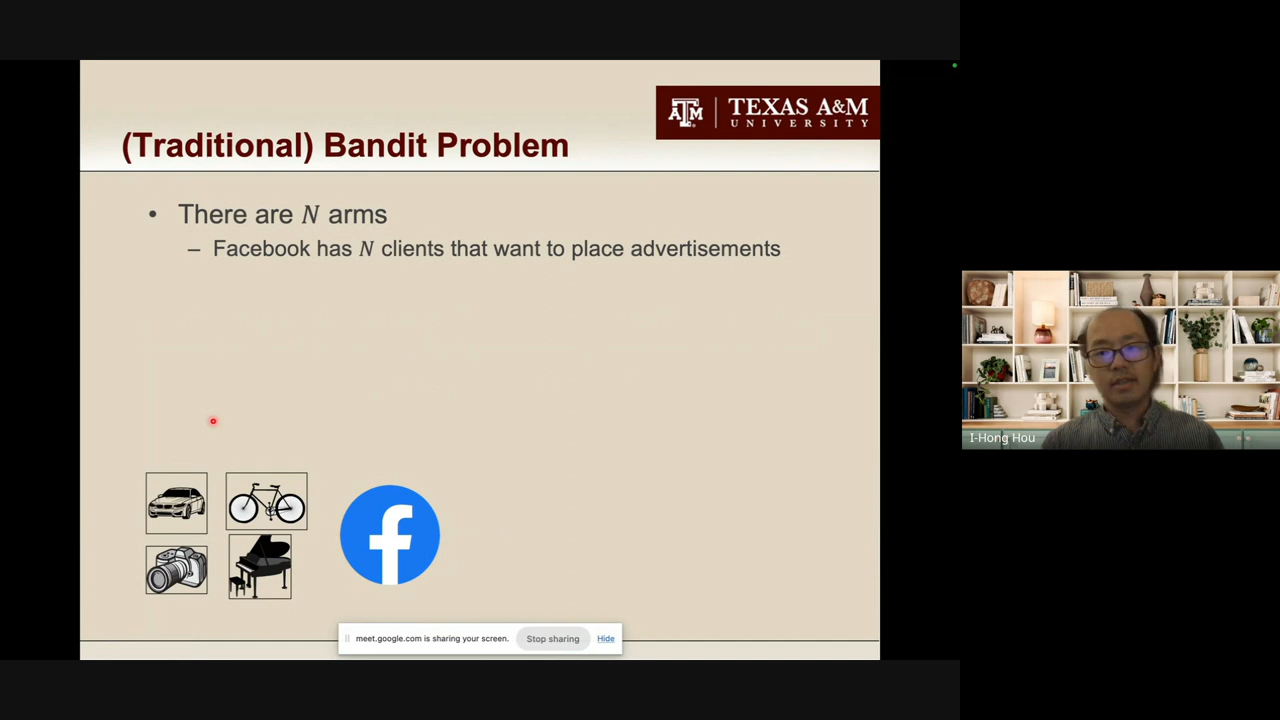 TEXAS A&M
UNIVERSITY
(Traditional) Bandit Problem
• There are N arms
– Facebook has N clients that want to place advertisements
I-Hong Hou
meet.google.com is sharing your screen. Stop sharing Hide